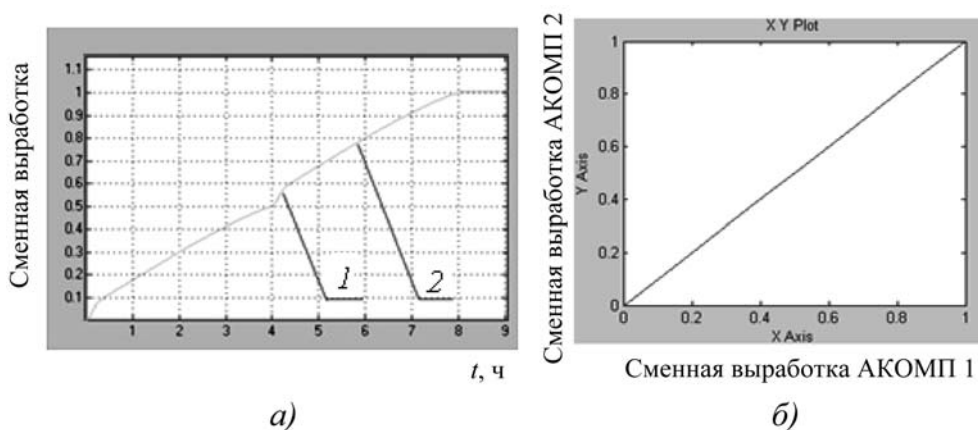 Сменная выработка
1.1
1
0.9
0.8
0.7
0.6
0.5
0.4
0.3
0.2
0.1
1 2
1 2 3 4 5 6 7 8 9
t, ч
а)
X Y Plot
Сменная выработка АКОМП 2
Y Axis
1
0.8
0.6
0.4
0.2
0
0 0.2 0.4 0.6 0.8 1
X Axis
Сменная выработка АКОМП 1
б)